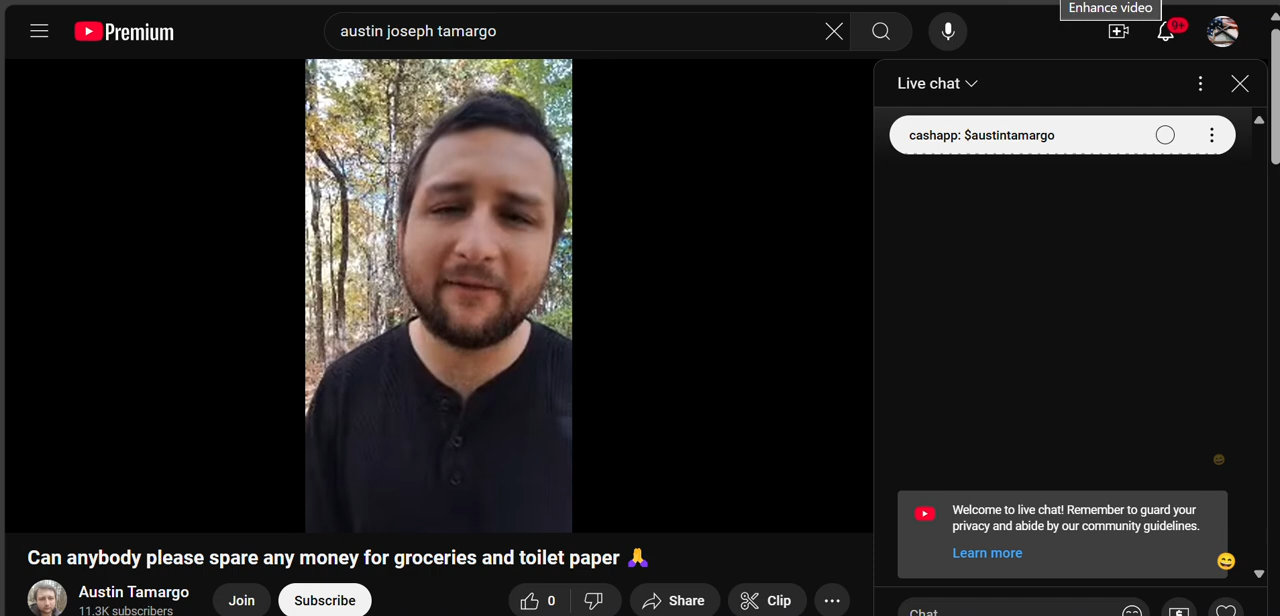 Enhance video
Premium
austin joseph tamargo
9+
Live chat
cashapp: $austintamargo
Welcome to live chat! Remember to guard your
privacy and abide by our community guidelines.
Learn more
Can anybody please spare any money for groceries and toilet paper 🙏
Austin Tamargo
11.3K subscribers
Join
Subscribe
0
Share
Clip
Chat